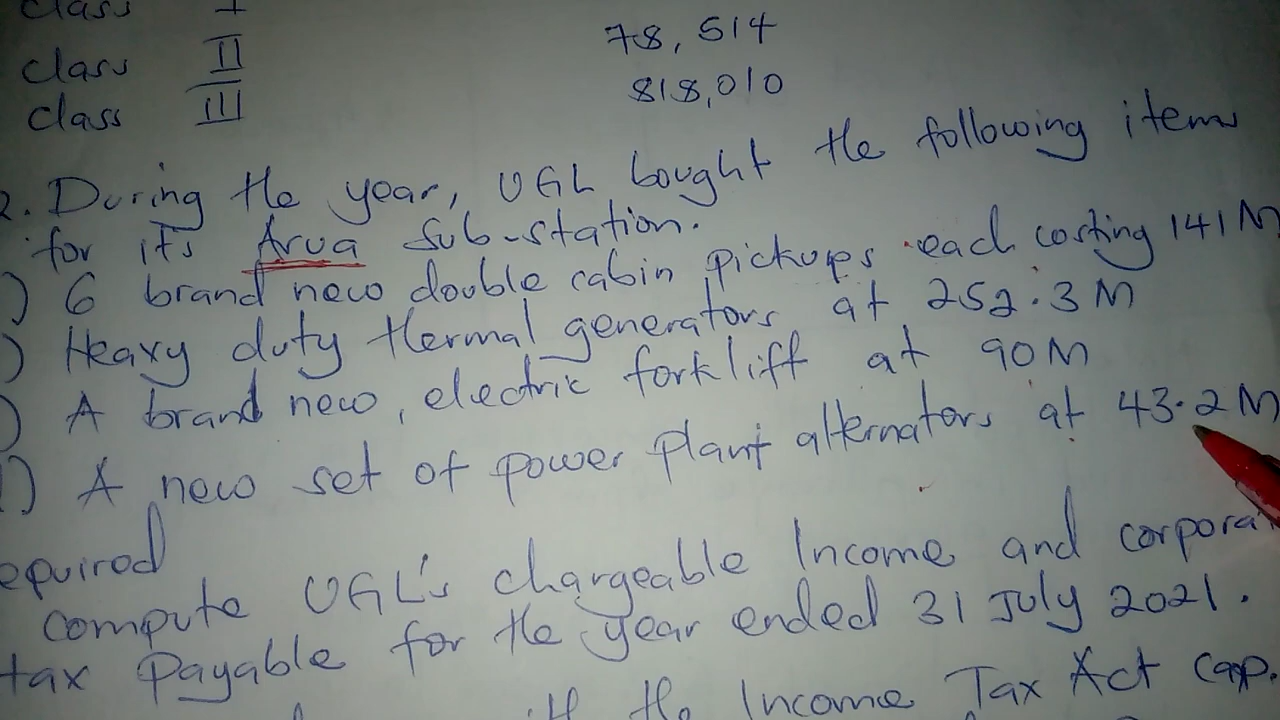 class I
class II 78,514
class III 818,010
2. During the year, UGL bought the following items
for its Arua Sub-station.
) 6 brand new double cabin pickups each costing 141M
) Heavy duty thermal generators at 252.3M
) A brand new, electric forklift at 90M
) A new set of power plant alternators at 43.2M
equired
compute UGL's chargeable Income and corpora
tax payable for the year ended 31 July 2021.
the Income Tax Act Cap.